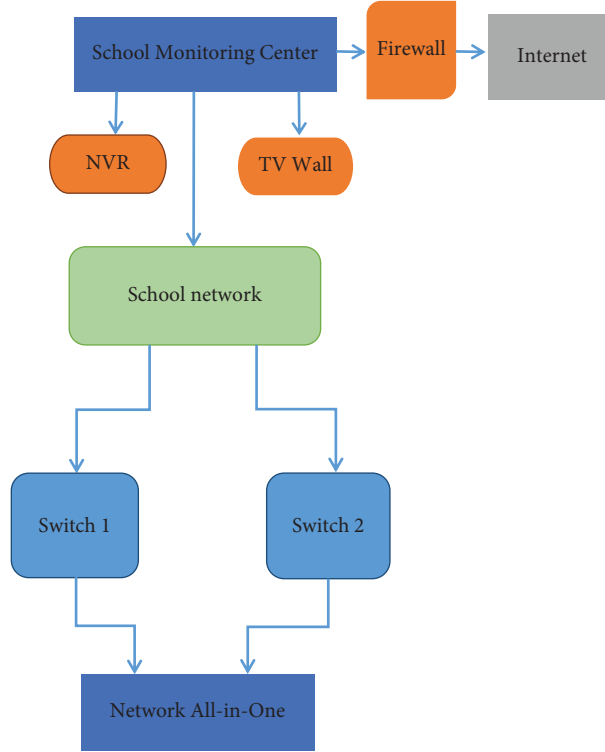 School Monitoring Center
Firewall
Internet
NVR
TV Wall
School network
Switch 1
Switch 2
Network All-in-One